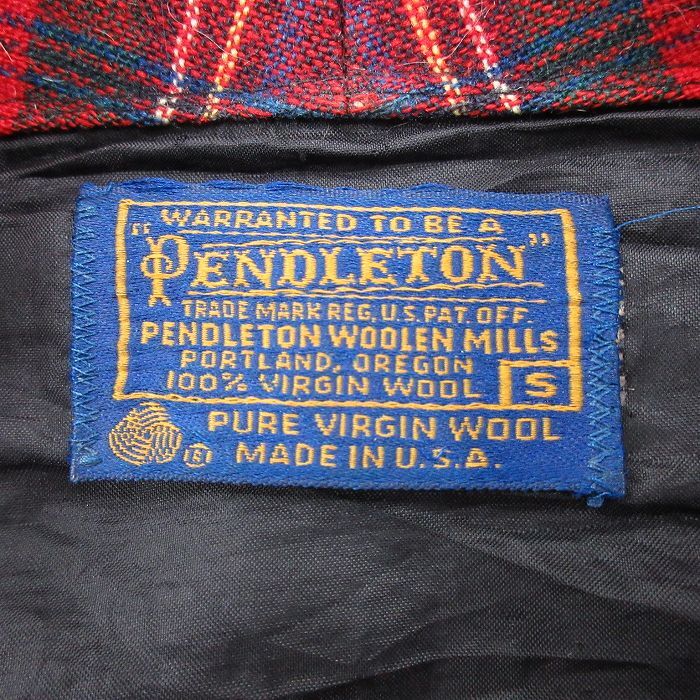 WARRANTED TO BE A
"PENDLETON"
TRADE MARK REG. U.S. PAT. OFF.
PENDLETON WOOLEN MILLS
PORTLAND, OREGON
100% VIRGIN WOOL S
PURE VIRGIN WOOL
® MADE IN U.S.A.